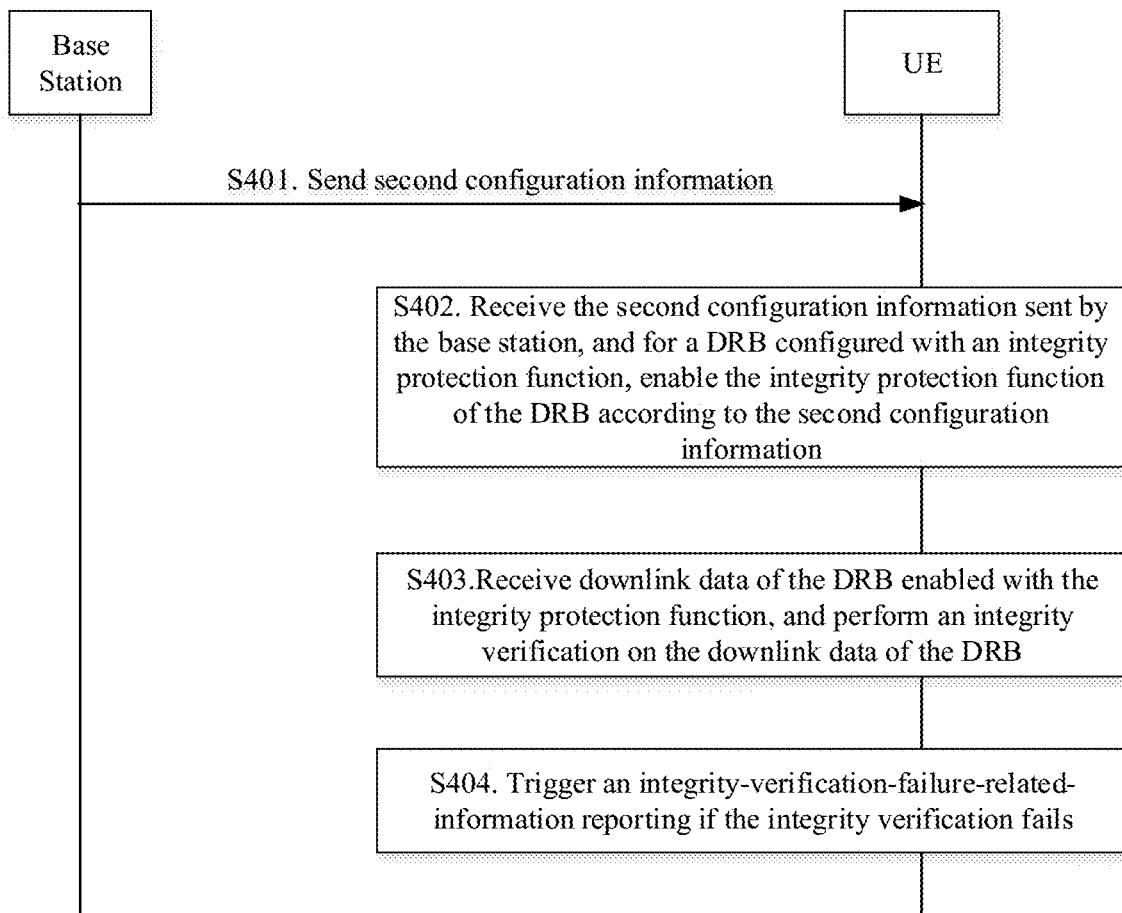 Base
Station
UE
S401. Send second configuration information
S402. Receive the second configuration information sent by
the base station, and for a DRB configured with an integrity
protection function, enable the integrity protection function
of the DRB according to the second configuration
information
S403.Receive downlink data of the DRB enabled with the
integrity protection function, and perform an integrity
verification on the downlink data of the DRB
S404. Trigger an integrity-verification-failure-related-
information reporting if the integrity verification fails